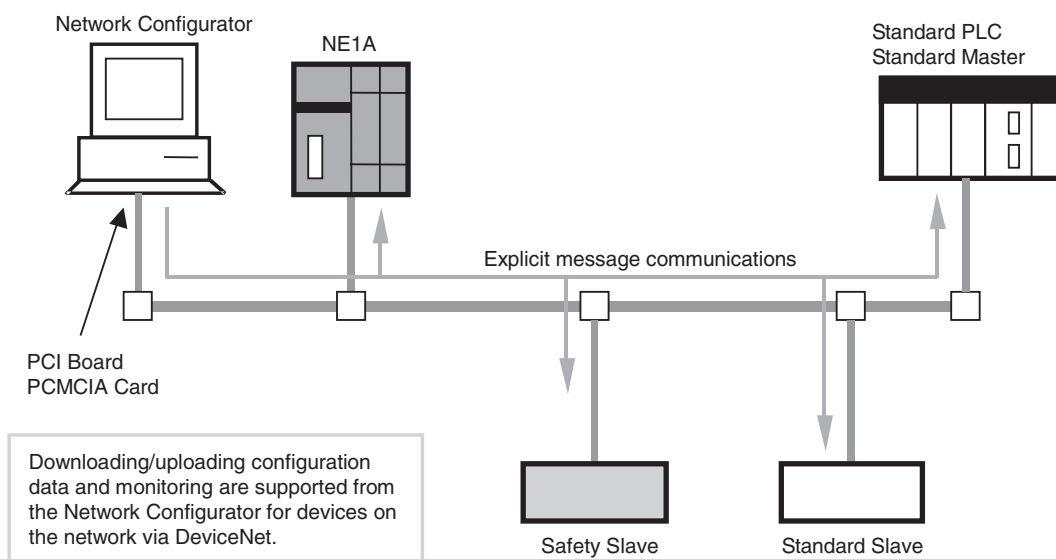 Network Configurator
NE1A
Standard PLC
Standard Master
Explicit message communications
PCI Board
PCMCIA Card
Downloading/uploading configuration
data and monitoring are supported from
the Network Configurator for devices on
the network via DeviceNet.
Safety Slave
Standard Slave